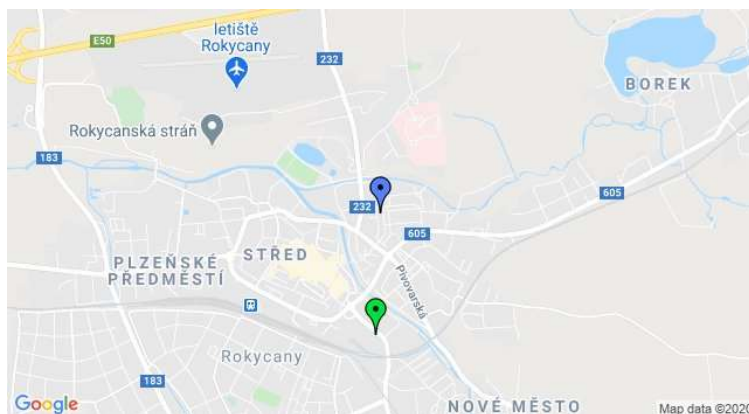 letiště
Rokycany
E50
232
BOREK
Rokycanská stráň
183
605
232
605
STŘED
PLZEŇSKÉ
PŘEDMĚSTÍ
Pivovarská
Rokycany
183
NOVÉ MĚSTO
Google
Map data ©2020